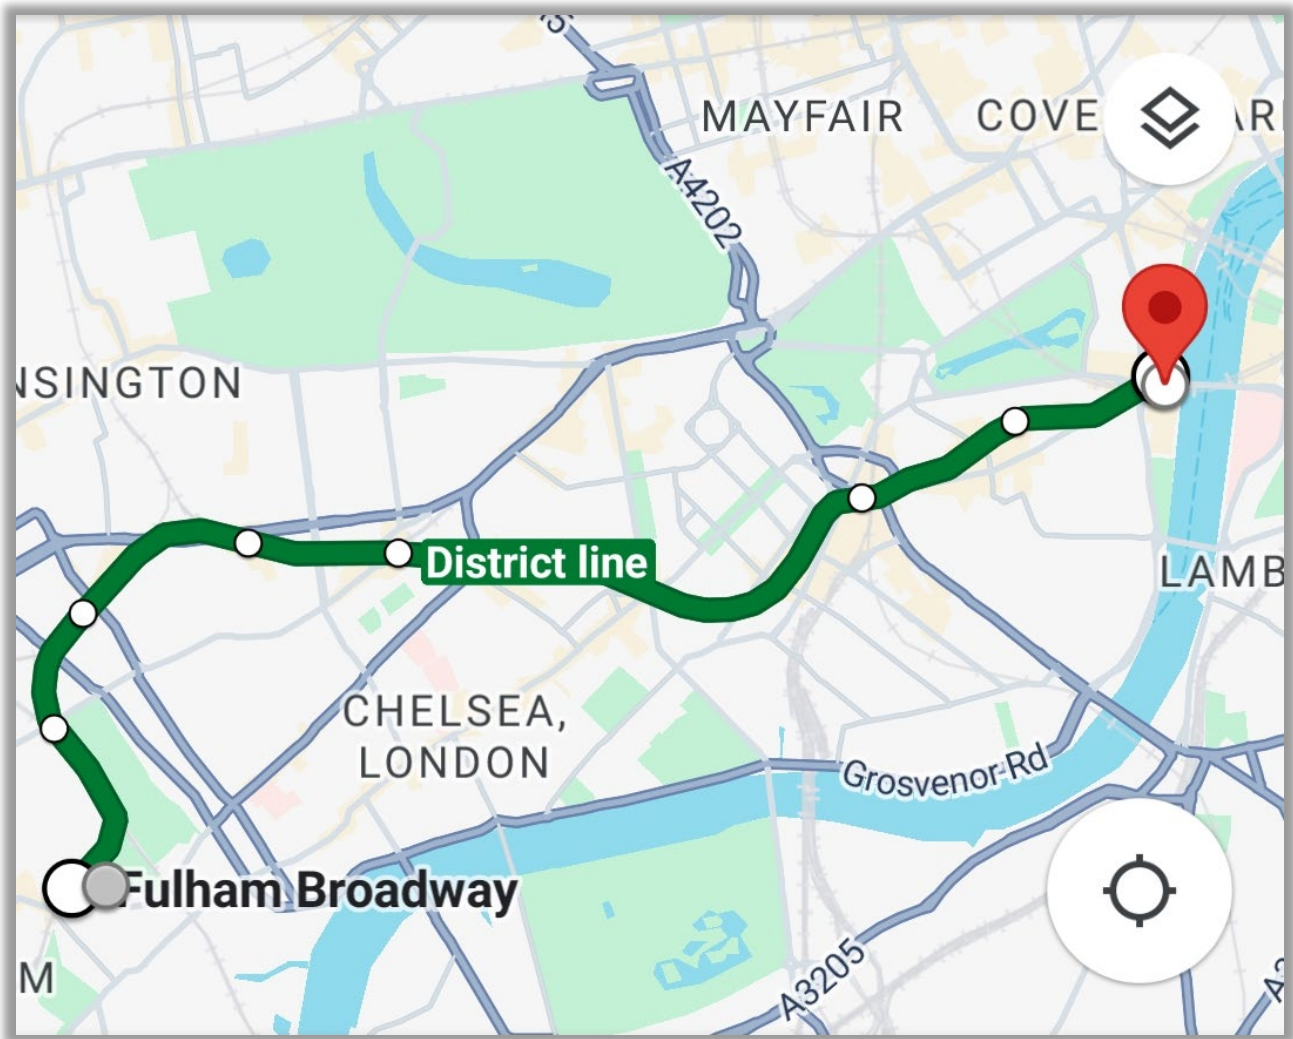 MAYFAIR
COVE
A4202
NSINGTON
District line
LAMB
CHELSEA,
LONDON
Grosvenor Rd
Fulham Broadway
M
A3205